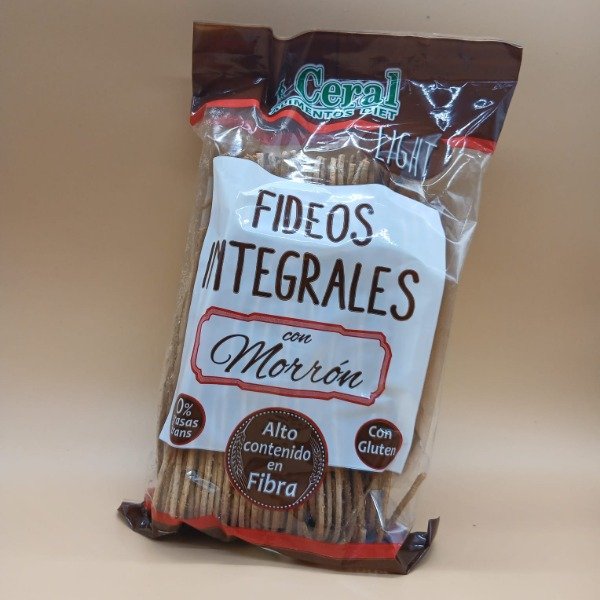 Ceral
ALIMENTOS DIET
LIGHT
FIDEOS
INTEGRALES
con
Morrón
0%
Grasas
Trans
Alto
contenido
en
Fibra
Con
Gluten